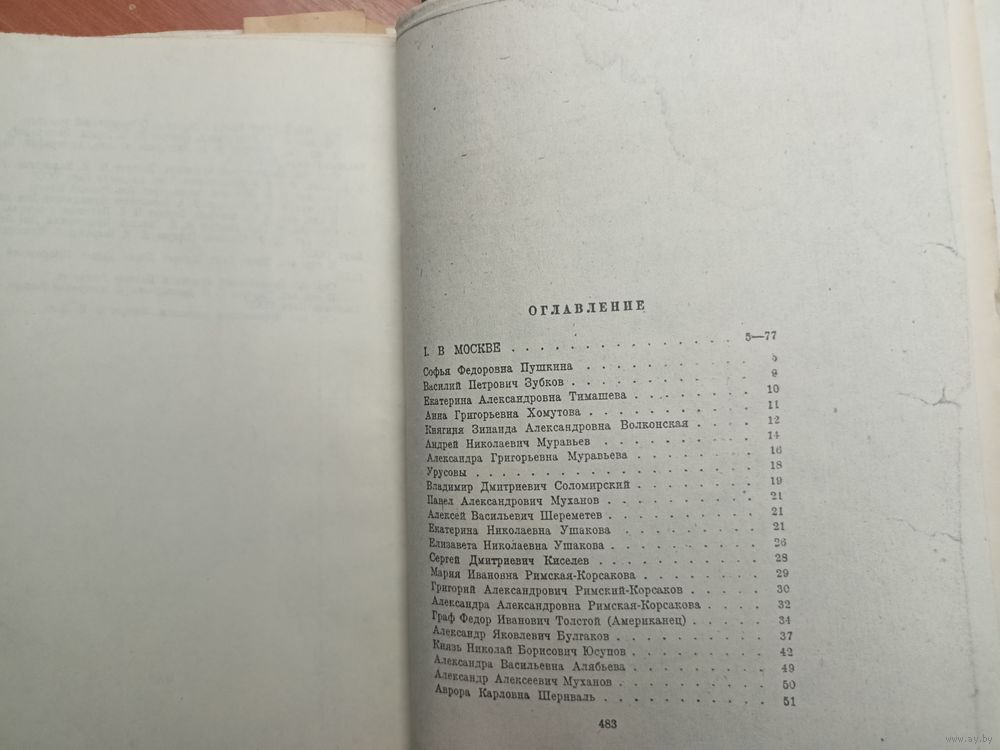 ОГЛАВЛЕНИЕ
I. В МОСКВЕ . . . . . . . . . . . . . . . 5—77
Софья Федоровна Пушкина . . . . . . . . . . . 5
Василий Петрович Зубков . . . . . . . . . . . . 9
Екатерина Александровна Тимашева . . . . . . . . 10
Анна Григорьевна Хомутова . . . . . . . . . . . 11
Княгиня Зинаида Александровна Волконская . . . . 12
Андрей Николаевич Муравьев . . . . . . . . . . 14
Александра Григорьевна Муравьева . . . . . . . . 16
Урусовы . . . . . . . . . . . . . . . . . . . 18
Владимир Дмитриевич Соломирский . . . . . . . . 19
Павел Александрович Муханов . . . . . . . . . . 21
Алексей Васильевич Шереметев . . . . . . . . . . 21
Екатерина Николаевна Ушакова . . . . . . . . . . 21
Елизавета Николаевна Ушакова . . . . . . . . . . 26
Сергей Дмитриевич Киселев . . . . . . . . . . . 28
Мария Ивановна Римская-Корсакова . . . . . . . . 29
Григорий Александрович Римский-Корсаков . . . . . 30
Александра Александровна Римская-Корсакова . . . . 32
Граф Федор Иванович Толстой (Американец) . . . . . 34
Александр Яковлевич Булгаков . . . . . . . . . . 37
Князь Николай Борисович Юсупов . . . . . . . . . 42
Александра Васильевна Алябьева . . . . . . . . . 49
Александр Алексеевич Муханов . . . . . . . . . . 50
Аврора Карловна Шернваль . . . . . . . . . . . 51
483
www.ay.by